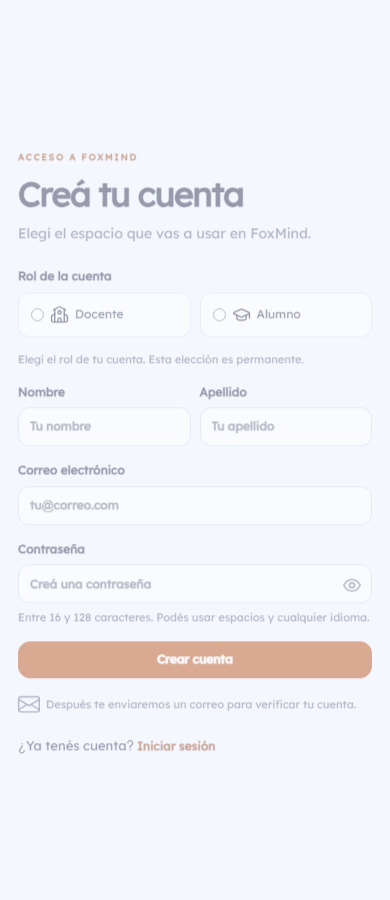 ACCESO A FOXMIND
Creá tu cuenta
Elegi el espacio que vas a usar en FoxMind.
Rol de la cuenta
Docente
Alumno
Elegí el rol de tu cuenta. Esta elección es permanente.
Nombre
Apellido
Tu nombre
Tu apellido
Correo electrónico
tu@correo.com
Contraseña
Creá una contraseña
Entre 16 y 128 caracteres. Podés usar espacios y cualquier idioma.
Crear cuenta
Después te enviaremos un correo para verificar tu cuenta.
¿Ya tenés cuenta? Iniciar sesión